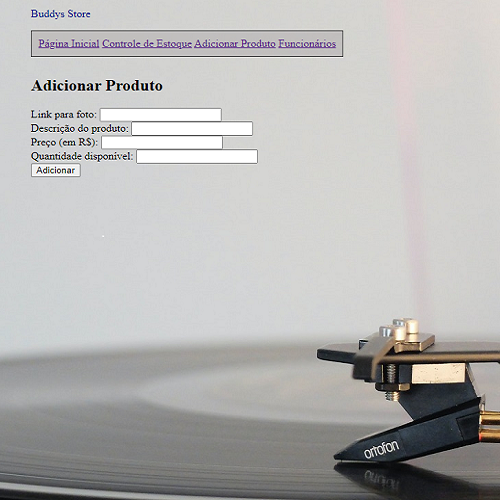 Buddys Store
Página Inicial Controle de Estoque Adicionar Produto Funcionários
Adicionar Produto
Link para foto:
Descrição do produto:
Preço (em R$):
Quantidade disponível:
Adicionar
ortofon